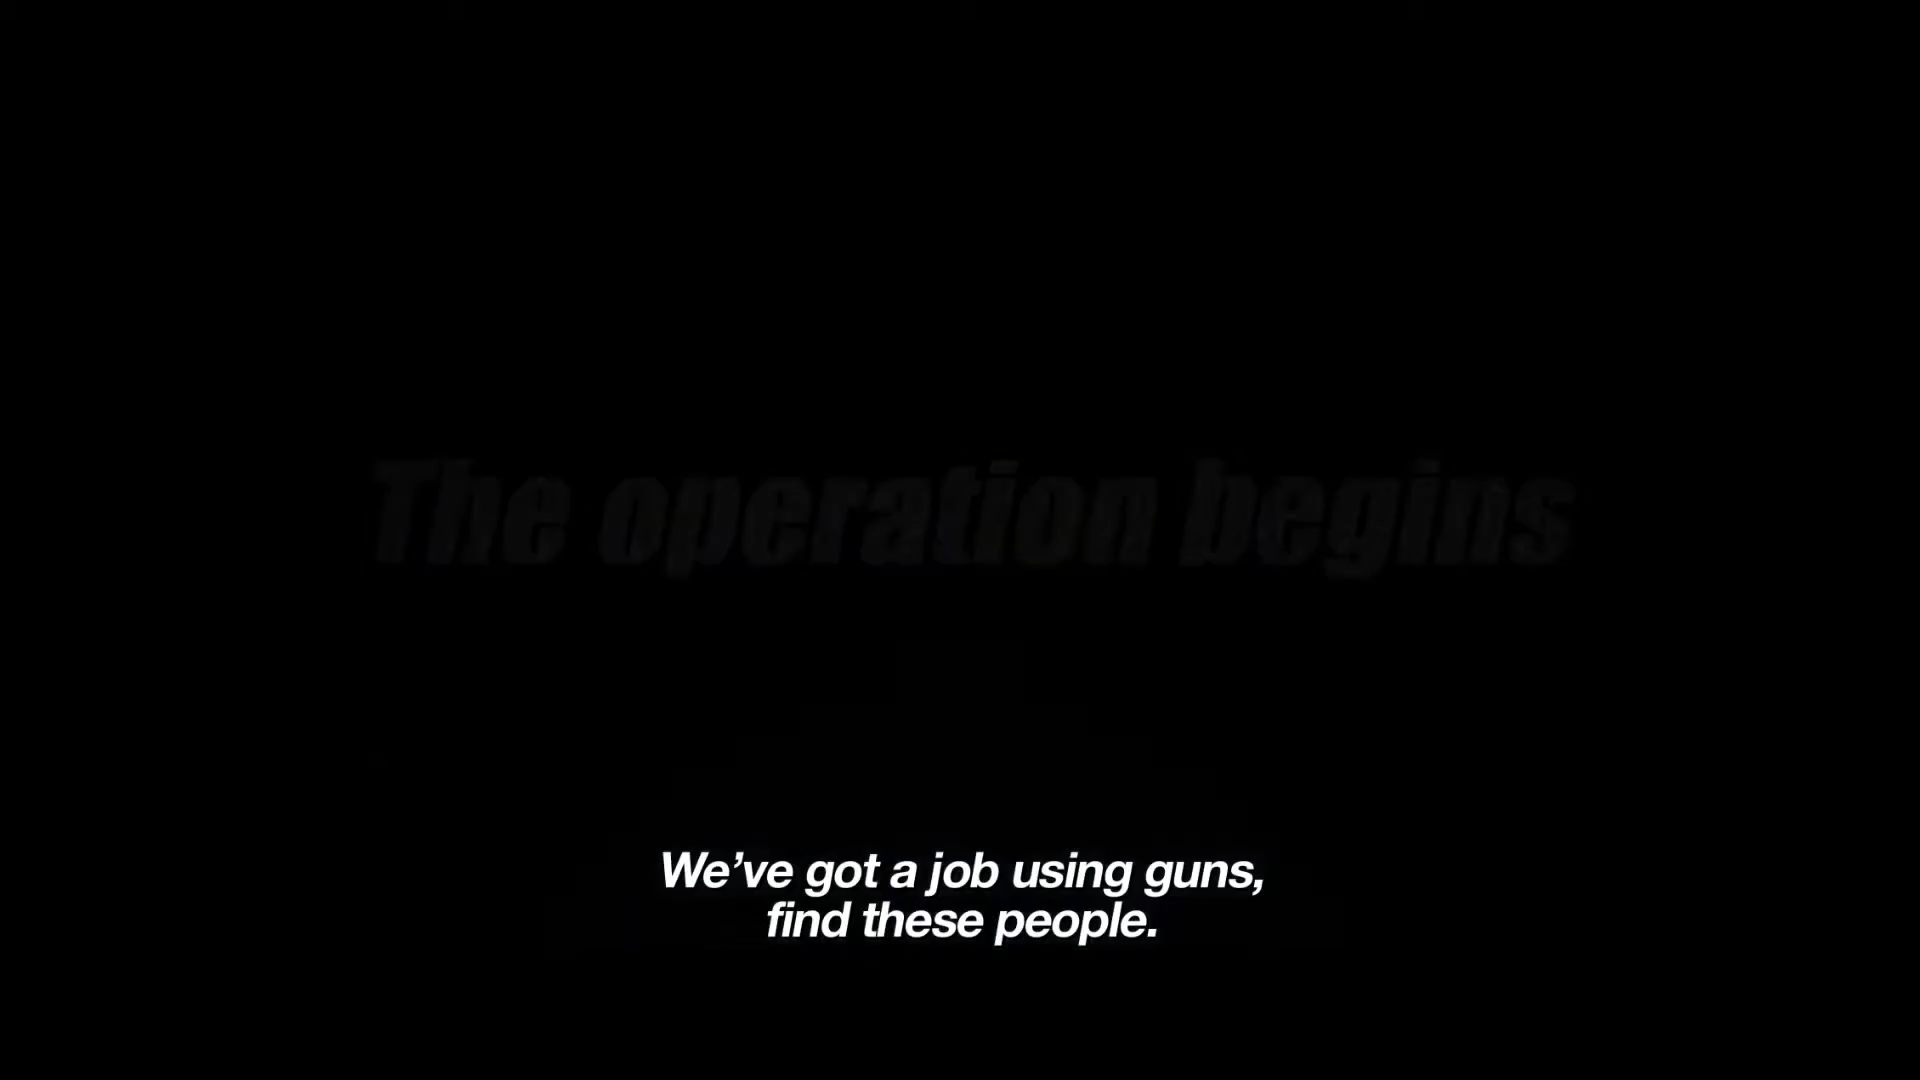 The operation begins
We’ve got a job using guns,
find these people.